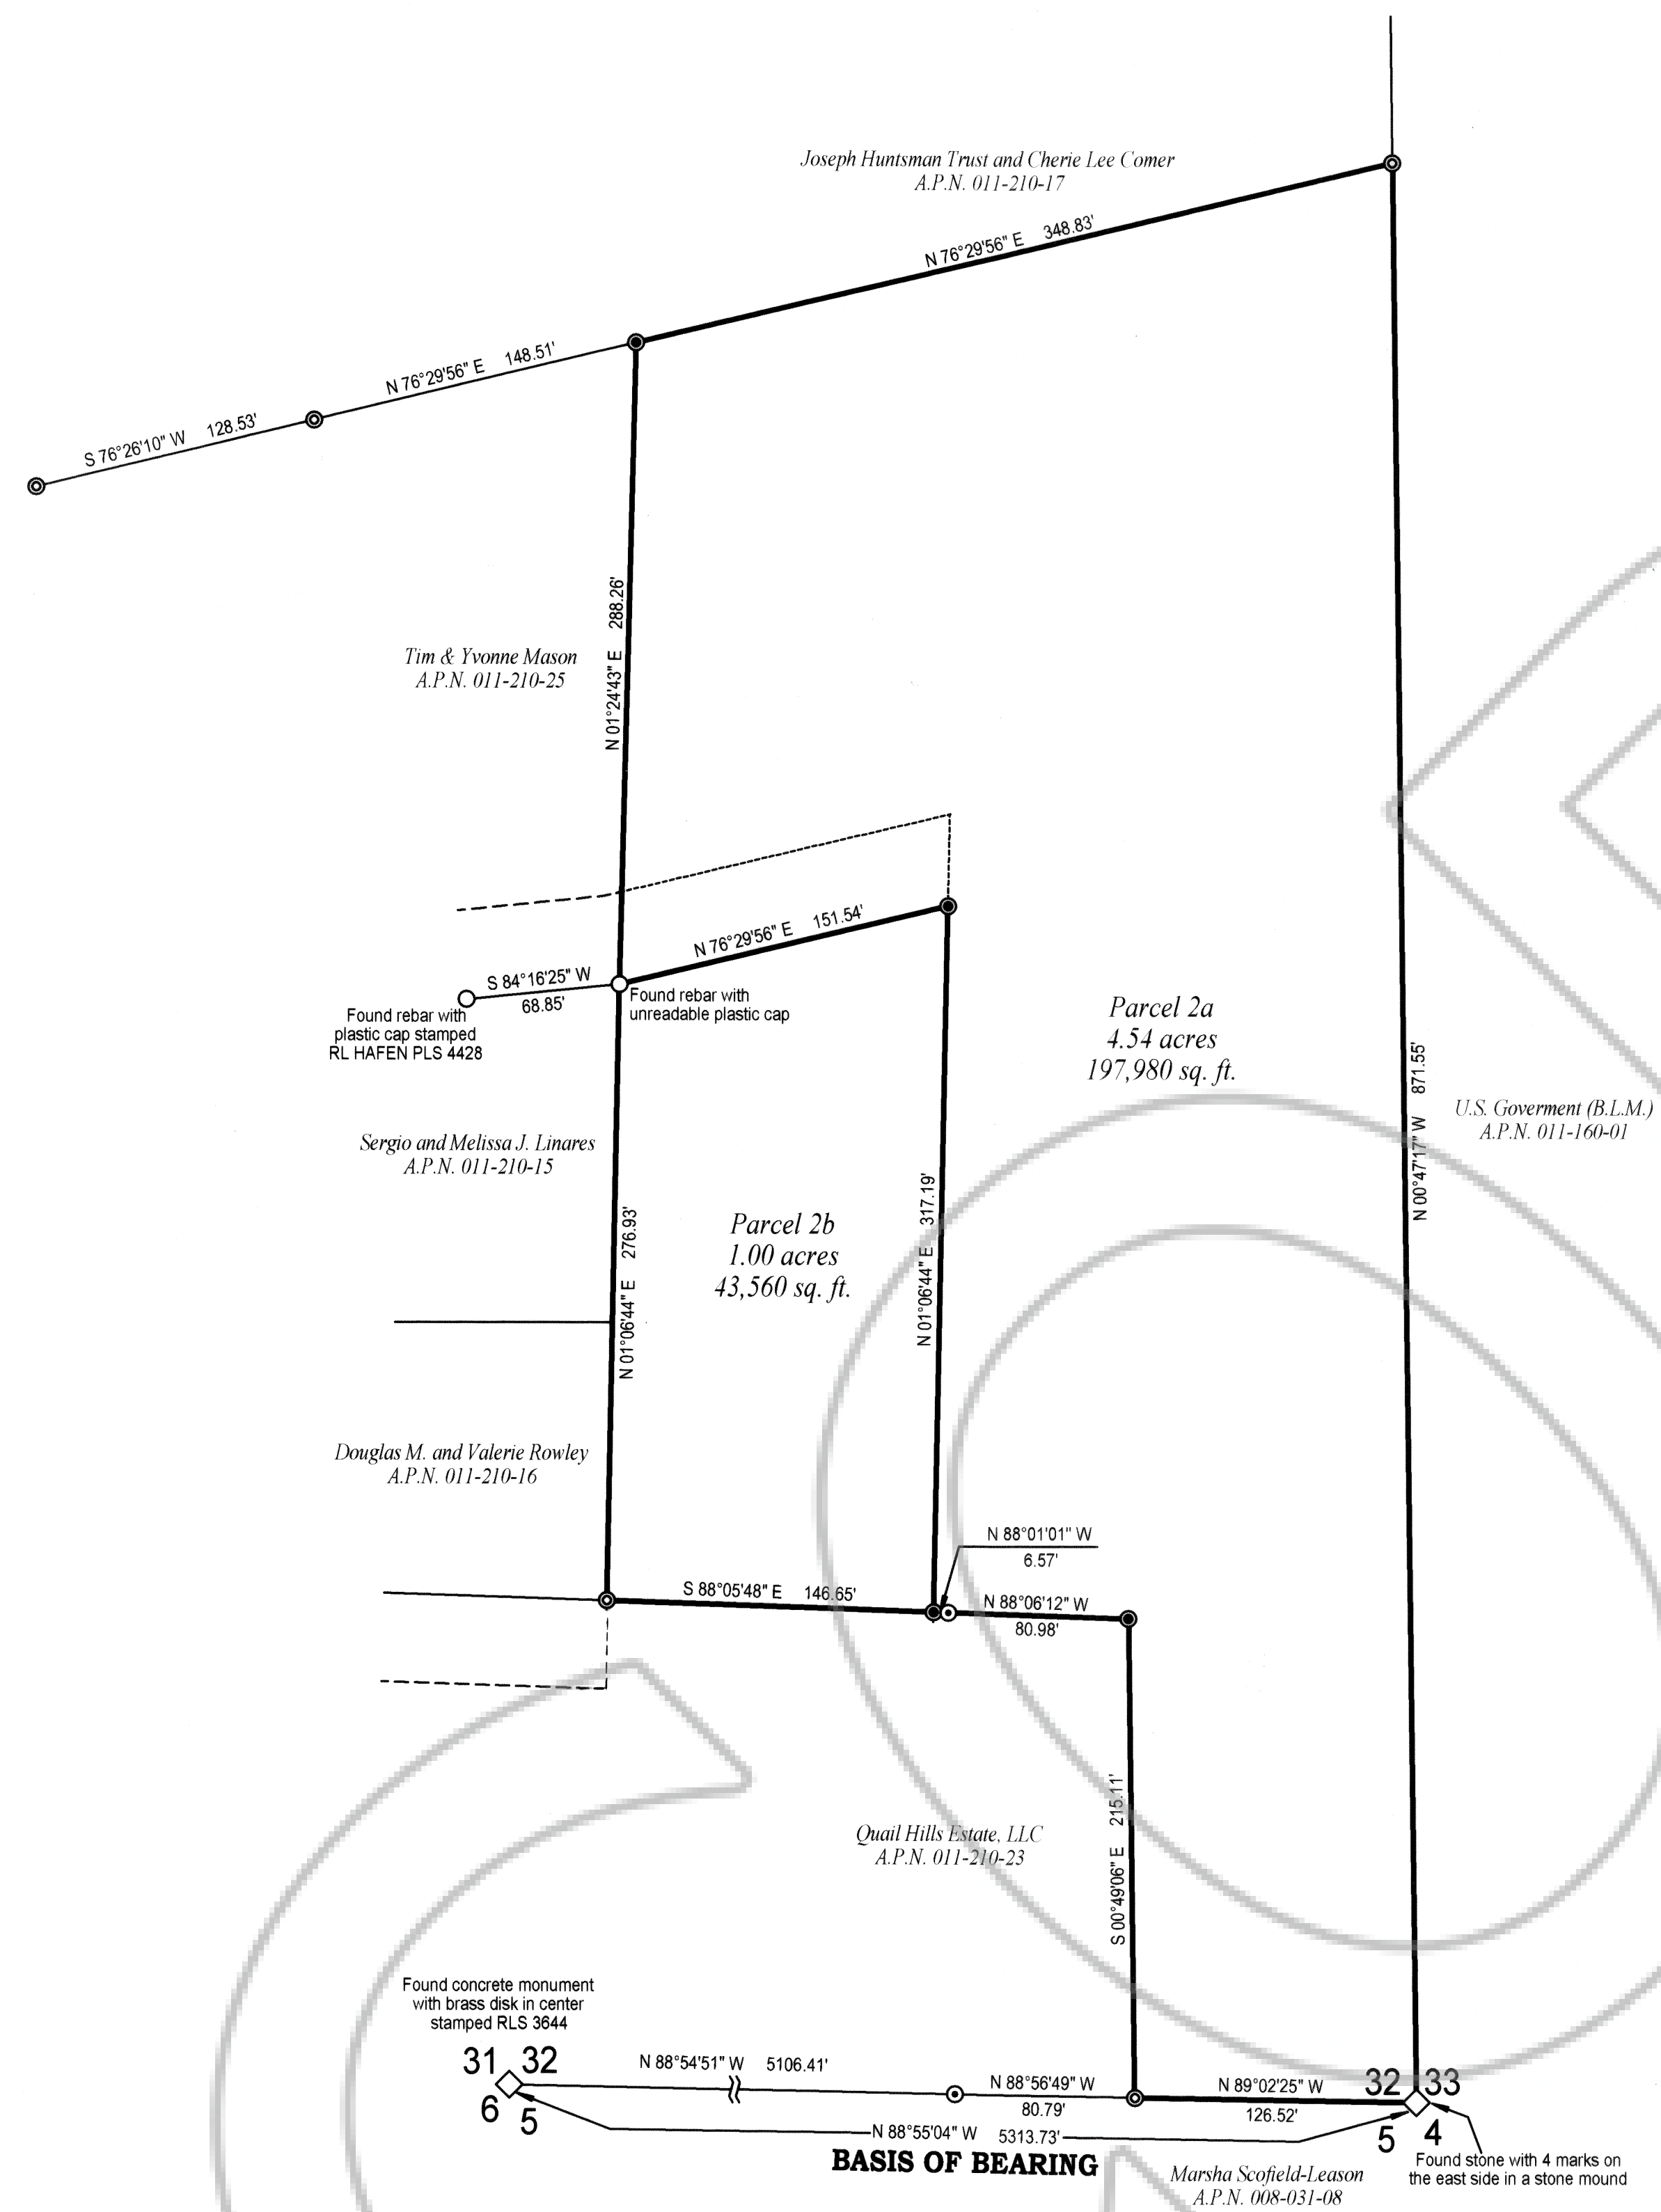 Joseph Huntsman Trust and Cherie Lee Comer
A.P.N. 011-210-17
N 76°29'56" E 348.83'
N 76°29'56" E 148.51'
S 76°26'10" W 128.53'
N 01°24'43" E 288.26'
Tim & Yvonne Mason
A.P.N. 011-210-25
N 76°29'56" E 151.54'
S 84°16'25" W
68.85'
Found rebar with
unreadable plastic cap
Found rebar with
plastic cap stamped
RL HAFEN PLS 4428
Parcel 2a
4.54 acres
197,980 sq. ft.
N 00°47'17" W 871.55'
U.S. Goverment (B.L.M.)
A.P.N. 011-160-01
Sergio and Melissa J. Linares
A.P.N. 011-210-15
N 01°06'44" E 276.93'
Parcel 2b
1.00 acres
43,560 sq. ft.
N 01°06'44" E 317.19'
Douglas M. and Valerie Rowley
A.P.N. 011-210-16
N 88°01'01" W
6.57'
S 88°05'48" E 146.65'
N 88°06'12" W
80.98'
S 00°49'06" E 215.11'
Quail Hills Estate, LLC
A.P.N. 011-210-23
Found concrete monument
with brass disk in center
stamped RLS 3644
31 32
6 5
N 88°54'51" W 5106.41'
N 88°56'49" W
80.79'
N 89°02'25" W
126.52'
32 33
5 4
N 88°55'04" W 5313.73'
BASIS OF BEARING
Found stone with 4 marks on
the east side in a stone mound
Marsha Scofield-Leason
A.P.N. 008-031-08